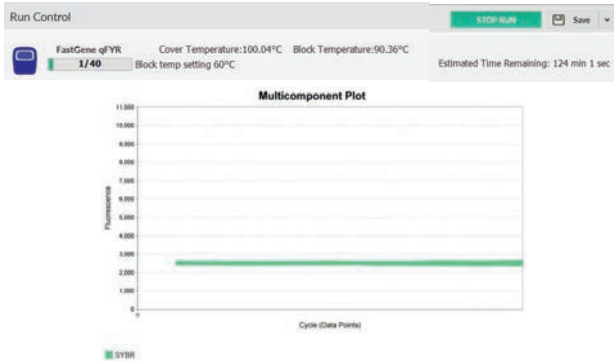 Run Control
STOP RUN
Save
FastGene qFYR
Cover Temperature:100.04°C Block Temperature:90.36°C
1/40
Block temp setting 60°C
Estimated Time Remaining: 124 min 1 sec
Multicomponent Plot
11,000
10,000
9,000
8,000
7,000
6,000
5,000
4,000
3,000
2,000
1,000
0
0
Fluorescence
Cycle (Data Points)
SYBR